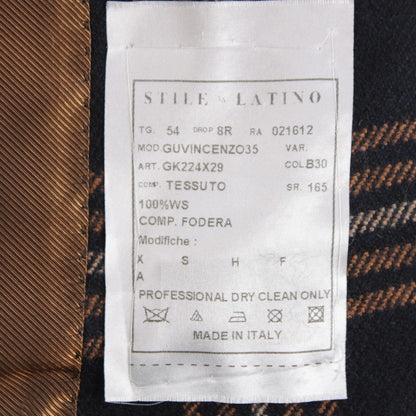 STILE LATINO
TG. 54 DROP 8R RA 021612
MOD. GUVINCENZO35 VAR.
ART. GK224X29 COL. B30
COMP. TESSUTO SR. 165
100%WS
COMP. FODERA
Modifiche :
X S H F
A
PROFESSIONAL DRY CLEAN ONLY
MADE IN ITALY